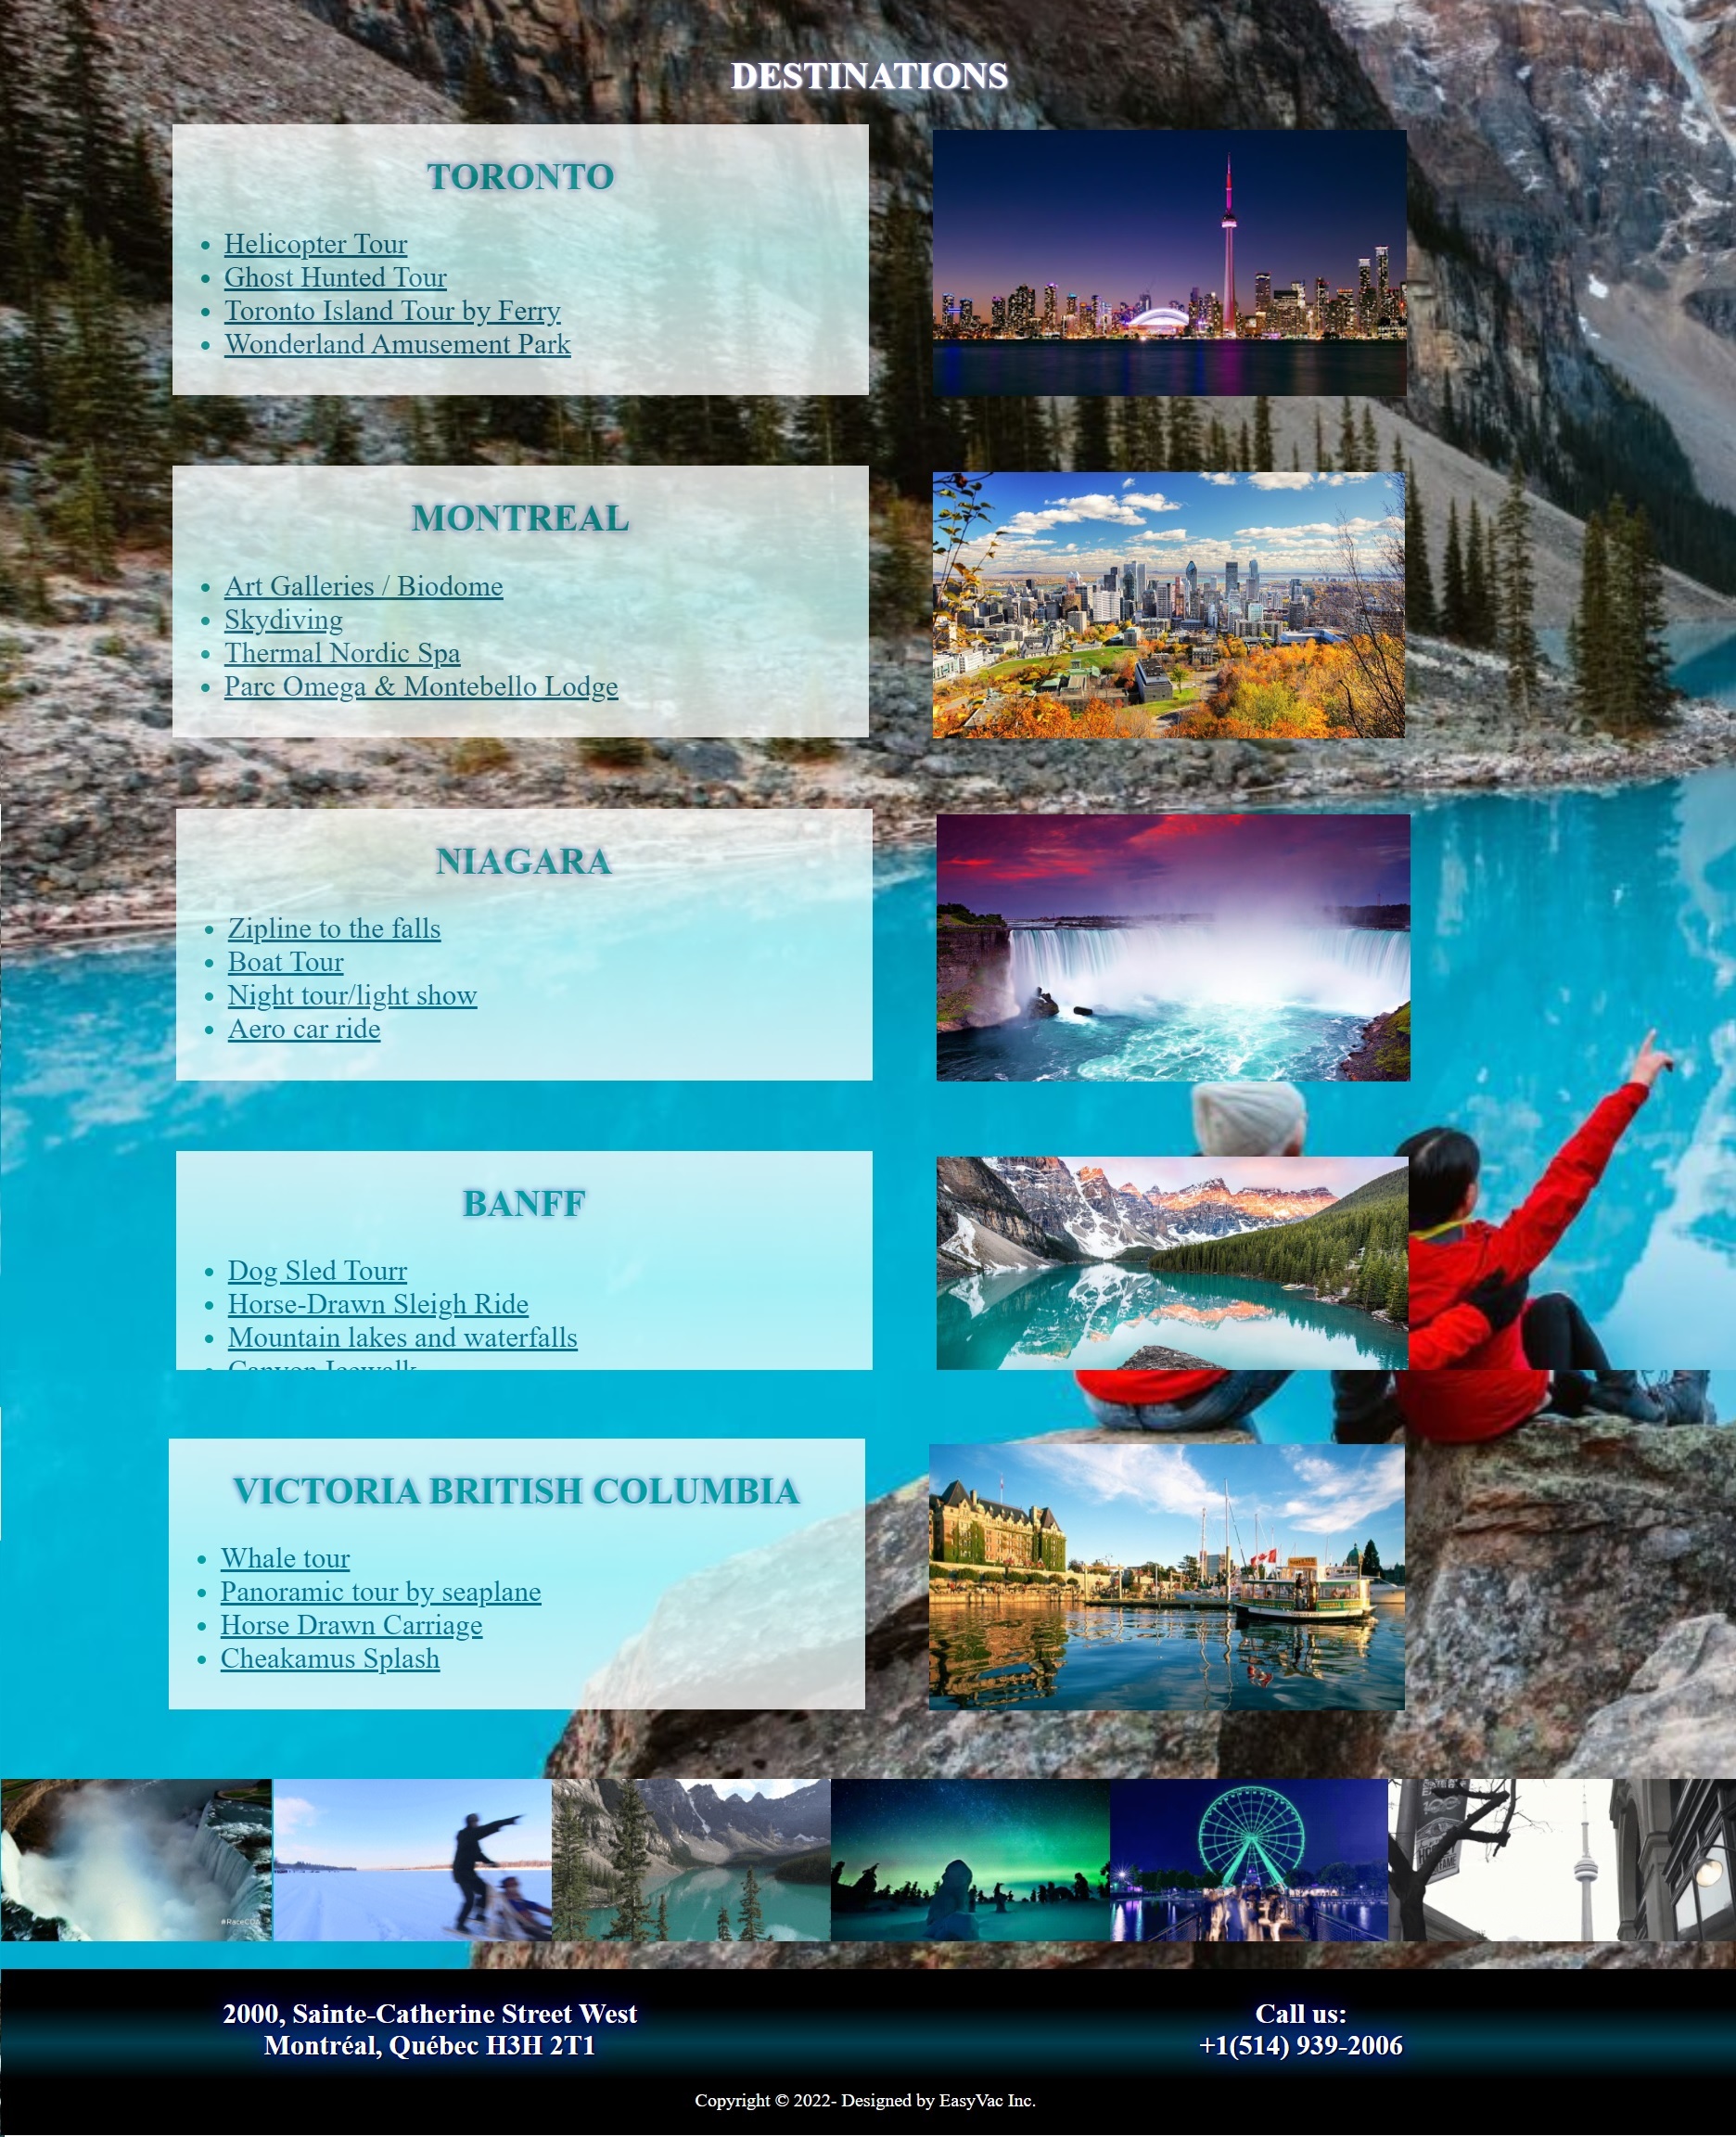 DESTINATIONS
TORONTO
Helicopter Tour
Ghost Hunted Tour
Toronto Island Tour by Ferry
Wonderland Amusement Park
MONTREAL
Art Galleries / Biodome
Skydiving
Thermal Nordic Spa
Parc Omega & Montebello Lodge
NIAGARA
Zipline to the falls
Boat Tour
Night tour/light show
Aero car ride
BANFF
Dog Sled Tourr
Horse-Drawn Sleigh Ride
Mountain lakes and waterfalls
Canyon Icewalk
VICTORIA BRITISH COLUMBIA
Whale tour
Panoramic tour by seaplane
Horse Drawn Carriage
Cheakamus Splash
2000, Sainte-Catherine Street West
Montréal, Québec H3H 2T1
Call us:
+1(514) 939-2006
Copyright © 2022- Designed by EasyVac Inc.